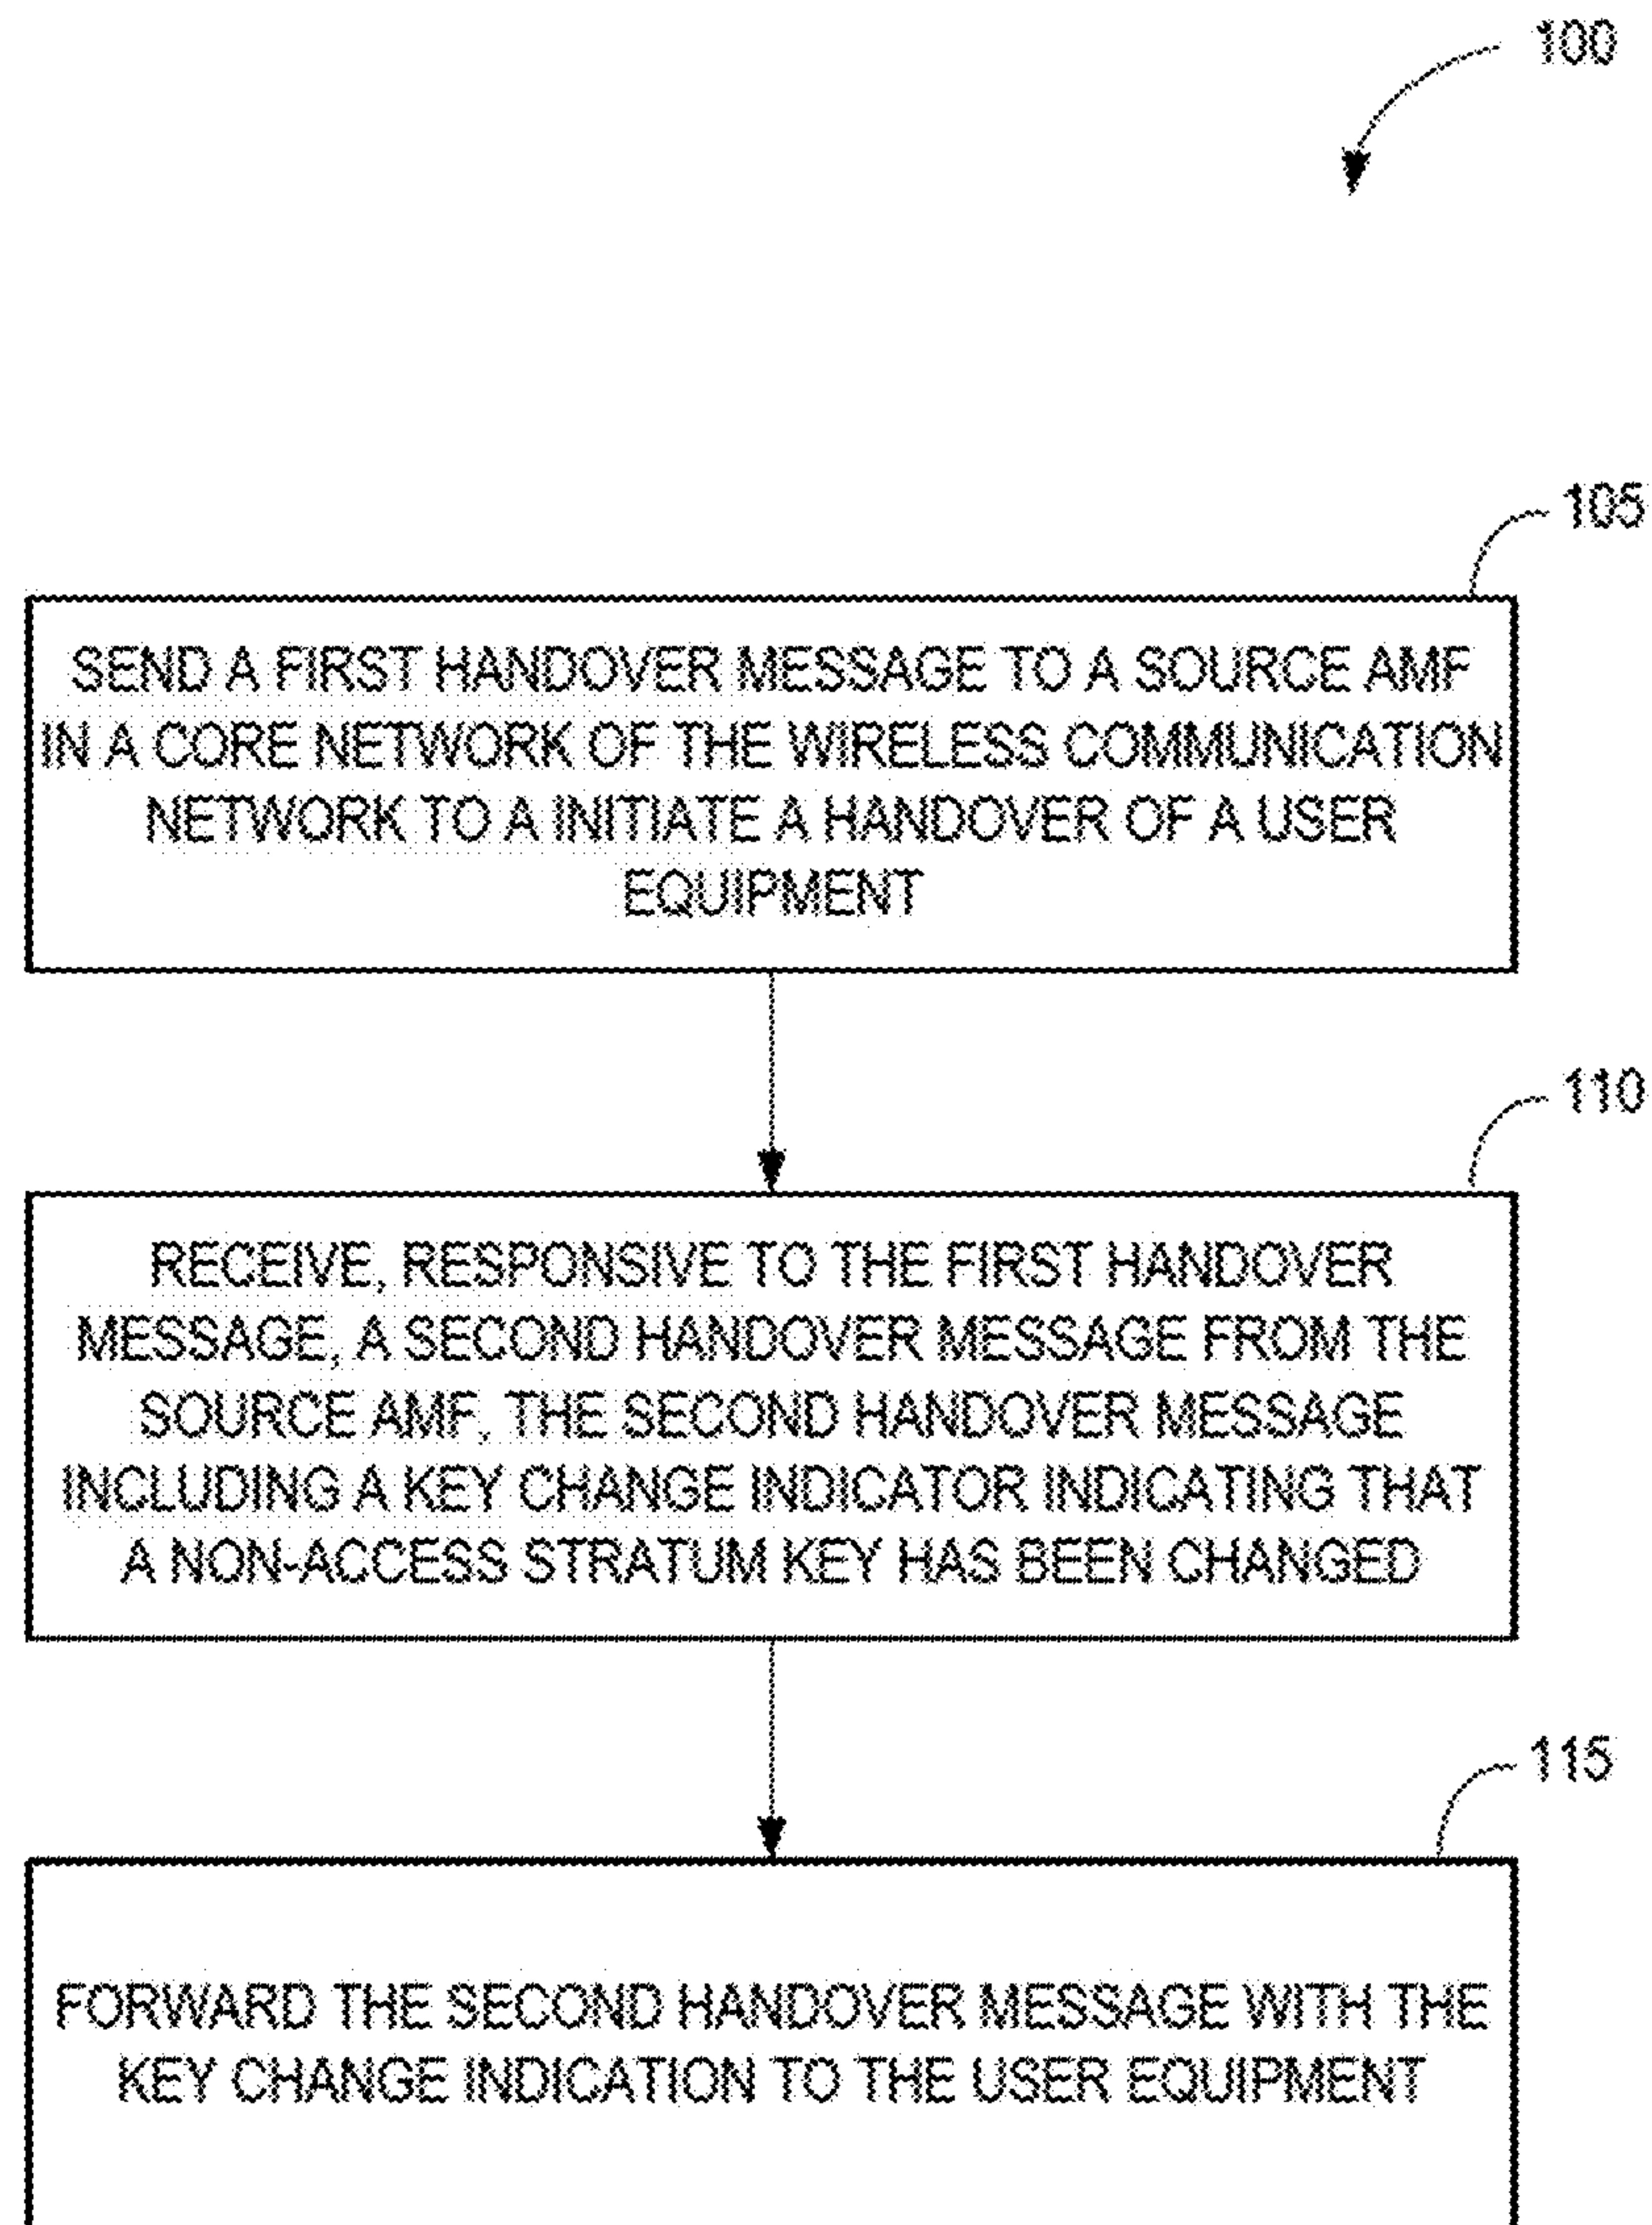 100
105
SEND A FIRST HANDOVER MESSAGE TO A SOURCE AMF
IN A CORE NETWORK OF THE WIRELESS COMMUNICATION
NETWORK TO A INITIATE A HANDOVER OF A USER
EQUIPMENT
110
RECEIVE, RESPONSIVE TO THE FIRST HANDOVER
MESSAGE, A SECOND HANDOVER MESSAGE FROM THE
SOURCE AMF, THE SECOND HANDOVER MESSAGE
INCLUDING A KEY CHANGE INDICATOR INDICATING THAT
A NON-ACCESS STRATUM KEY HAS BEEN CHANGED
115
FORWARD THE SECOND HANDOVER MESSAGE WITH THE
KEY CHANGE INDICATION TO THE USER EQUIPMENT